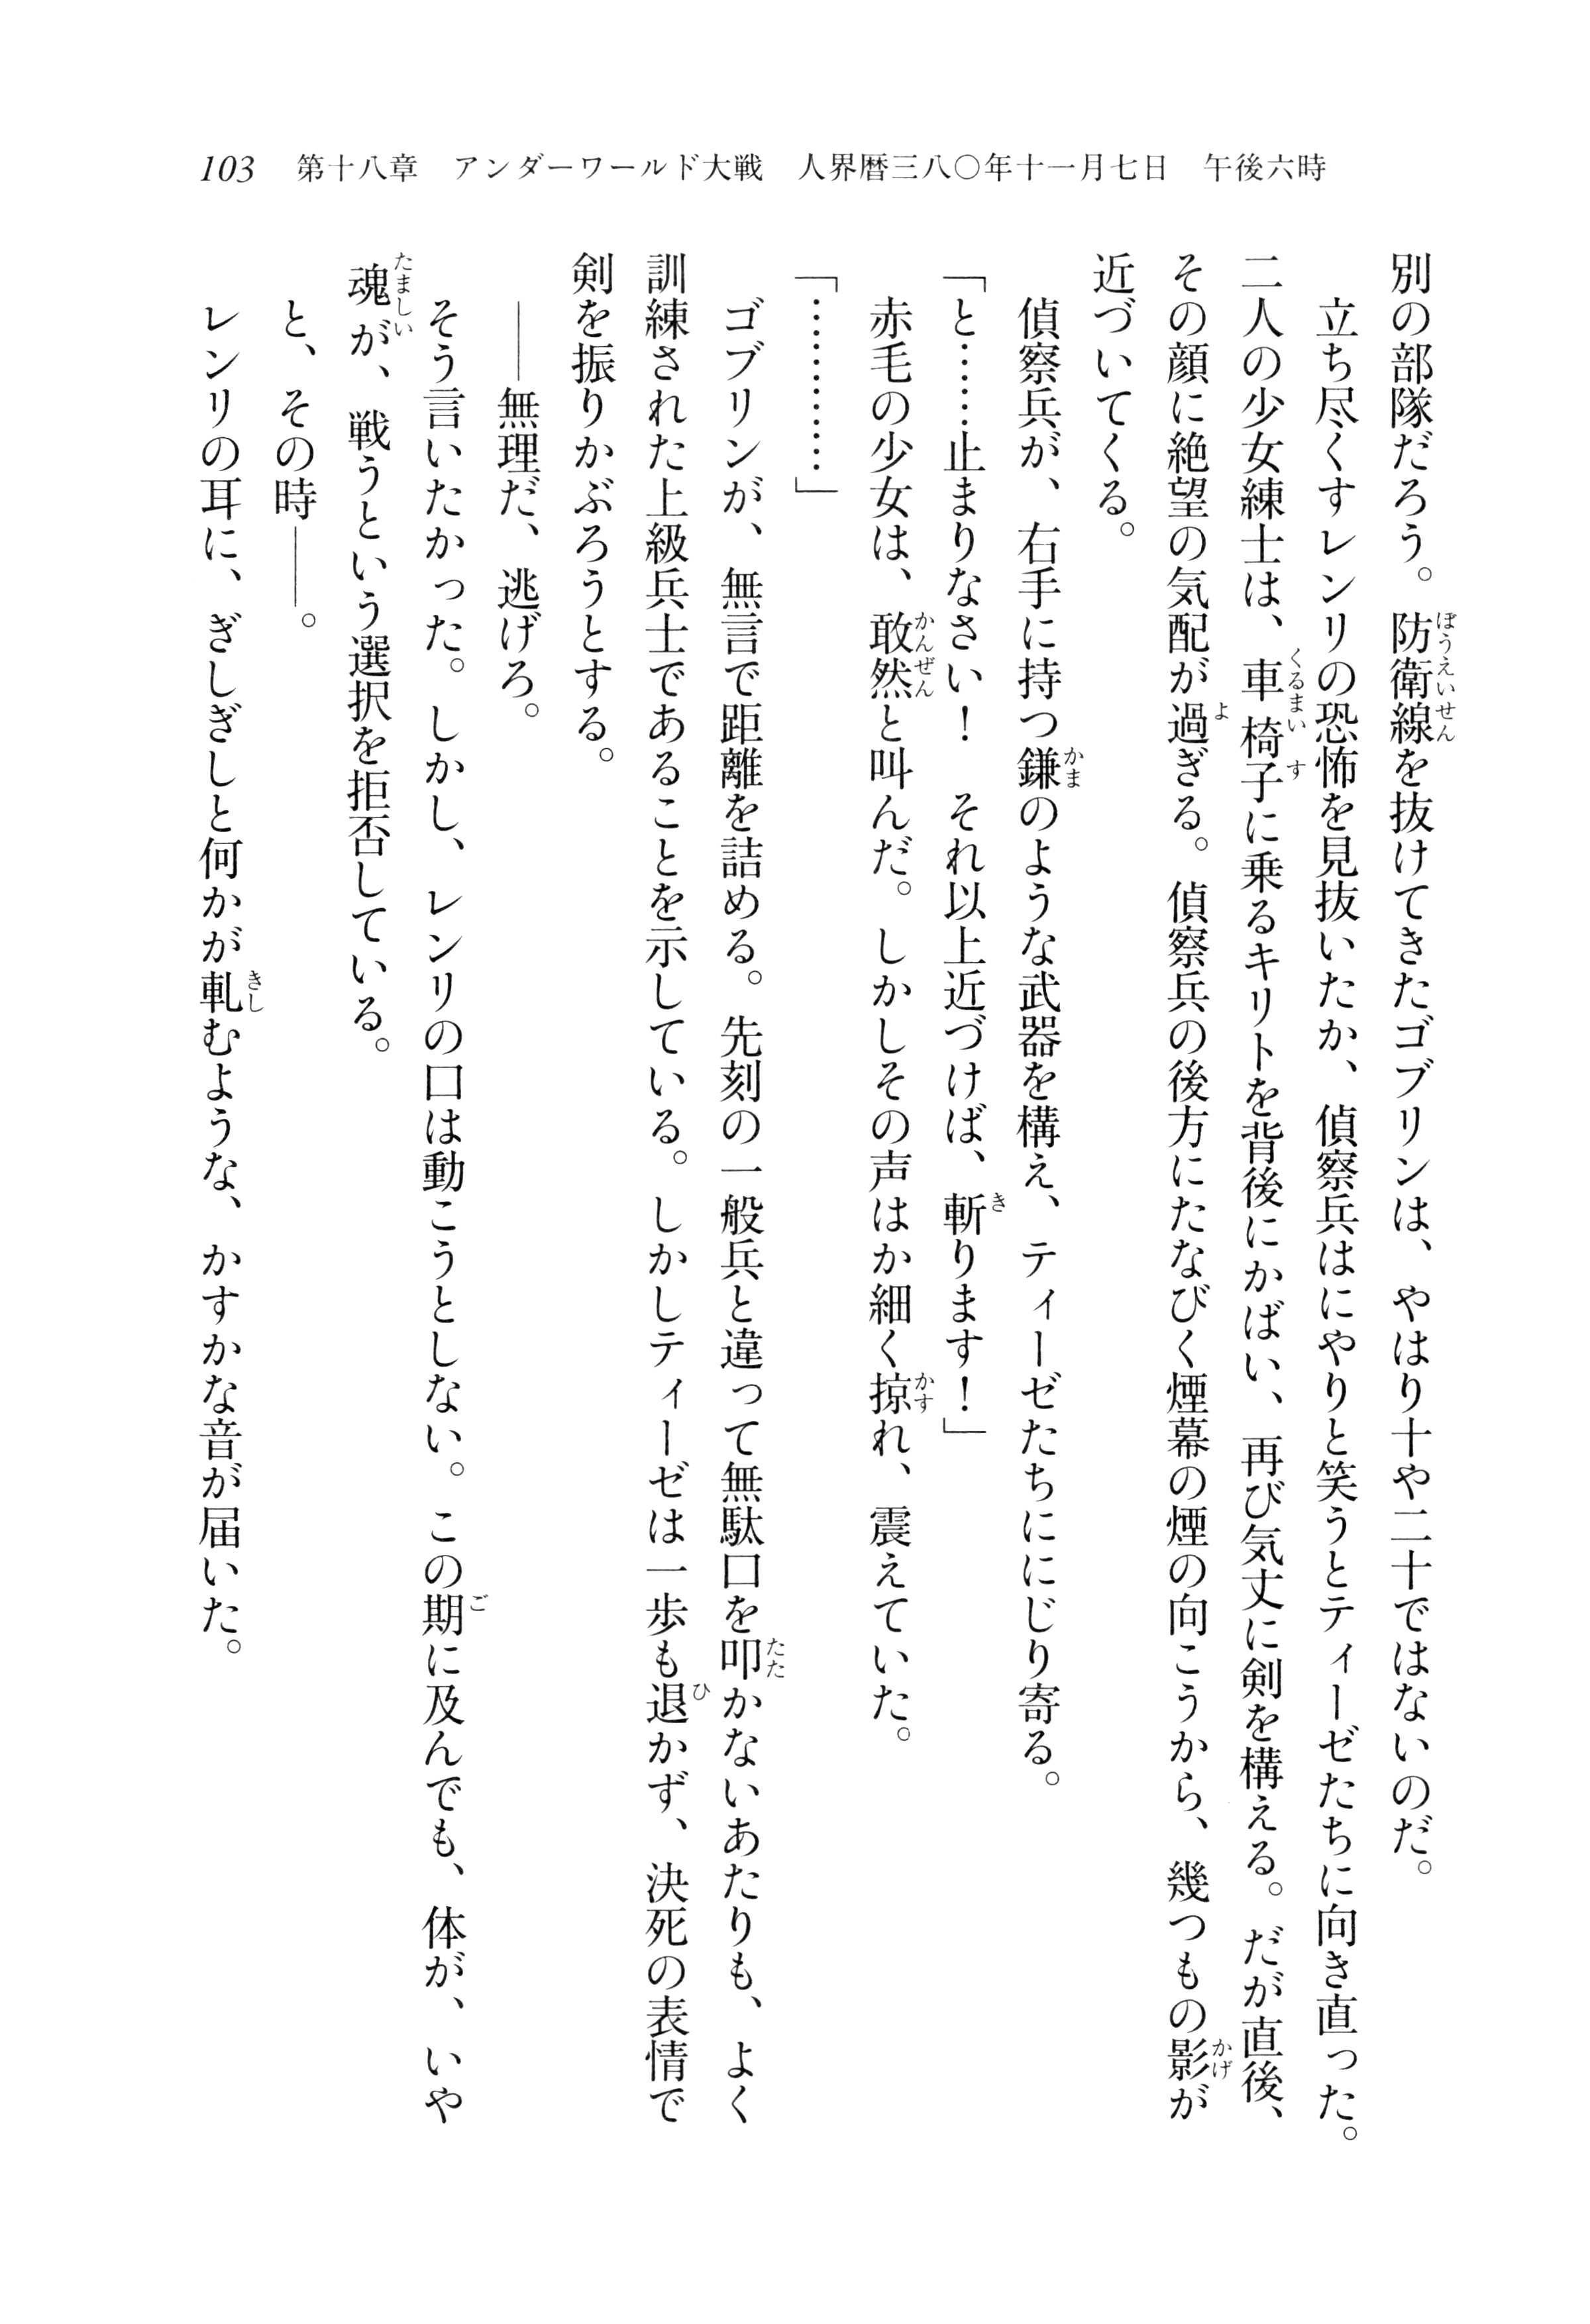 103　第十八章　アンダーワールド大戦　人界暦三八〇年十一月七日　午後六時
別の部隊だろう。防衛線を抜けてきたゴブリンは、やはり十や二十ではないのだ。
　立ち尽くすレンリの恐怖を見抜いたか、偵察兵はにやりと笑うとティーゼたちに向き直った。
二人の少女練士は、車椅子に乗るキリトを背後にかばい、再び気丈に剣を構える。だが直後、
その顔に絶望の気配が過ぎる。偵察兵の後方にたなびく煙幕の煙の向こうから、幾つもの影が
近づいてくる。
　偵察兵が、右手に持つ鎌のような武器を構え、ティーゼたちににじり寄る。
「と……止まりなさい！　それ以上近づけば、斬ります！」
　赤毛の少女は、敢然と叫んだ。しかしその声はか細く掠れ、震えていた。
「…………」
　ゴブリンが、無言で距離を詰める。先刻の一般兵と違って無駄口を叩かないあたりも、よく
訓練された上級兵士であることを示している。しかしティーゼは一歩も退かず、決死の表情で
剣を振りかぶろうとする。
　――無理だ、逃げろ。
　そう言いたかった。しかし、レンリの口は動こうとしない。この期に及んでも、体が、いや
魂が、戦うという選択を拒否している。
　と、その時――。
　レンリの耳に、ぎしぎしと何かが軋むような、かすかな音が届いた。